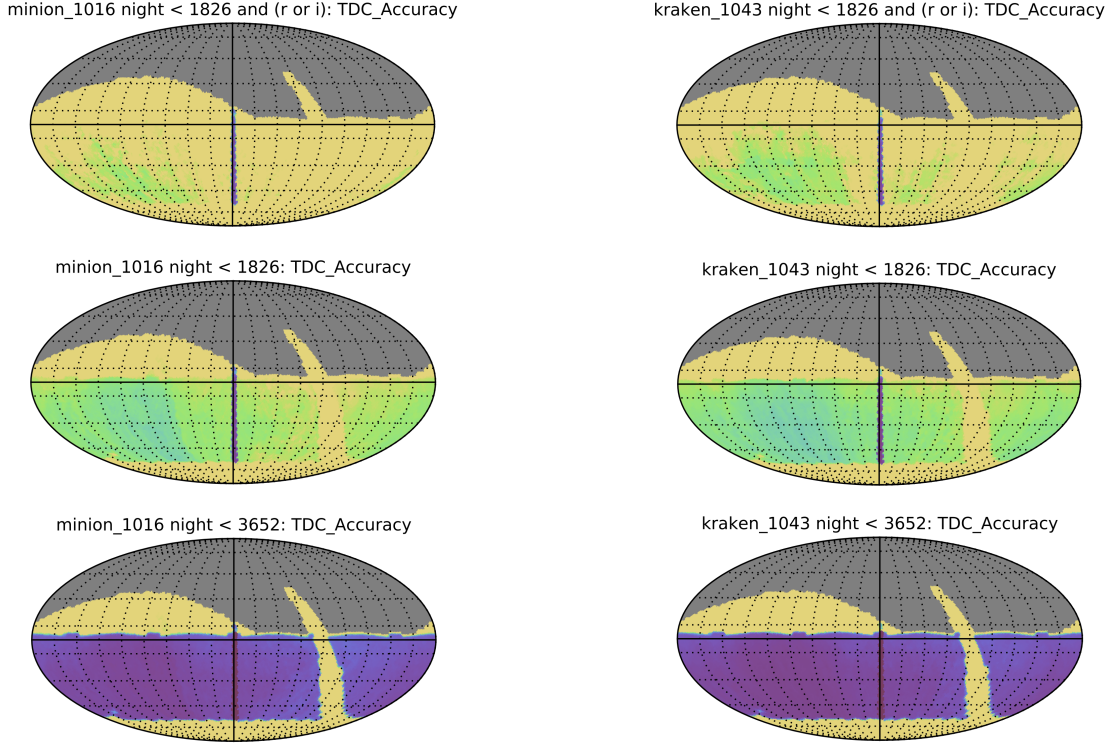 minion_1016 night < 1826 and (r or i): TDC_Accuracy
kraken_1043 night < 1826 and (r or i): TDC_Accuracy
minion_1016 night < 1826: TDC_Accuracy
kraken_1043 night < 1826: TDC_Accuracy
minion_1016 night < 3652: TDC_Accuracy
kraken_1043 night < 3652: TDC_Accuracy